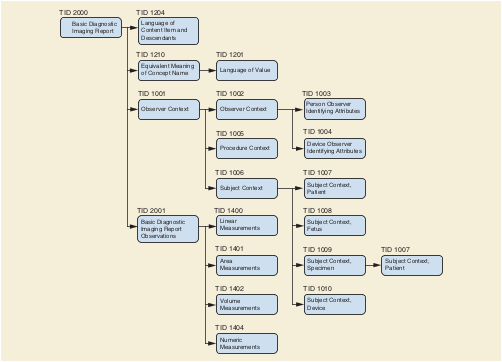 TID 2000
Basic Diagnostic
Imaging Report
TID 1204
Language of
Content Item and
Descendants
TID 1210
Equivalent Meaning
of Concept Name
TID 1201
Language of Value
TID 1001
Observer Context
TID 1002
Observer Context
TID 1003
Person Observer
Identifying Attributes
TID 1004
Device Observer
Identifying Attributes
TID 1005
Procedure Context
TID 1006
Subject Context
TID 1007
Subject Context,
Patient
TID 1008
Subject Context,
Fetus
TID 1009
Subject Context,
Specimen
TID 1007
Subject Context,
Patient
TID 1010
Subject Context,
Device
TID 2001
Basic Diagnostic
Imaging Report
Observations
TID 1400
Linear
Measurements
TID 1401
Area
Measurements
TID 1402
Volume
Measurements
TID 1404
Numeric
Measurements